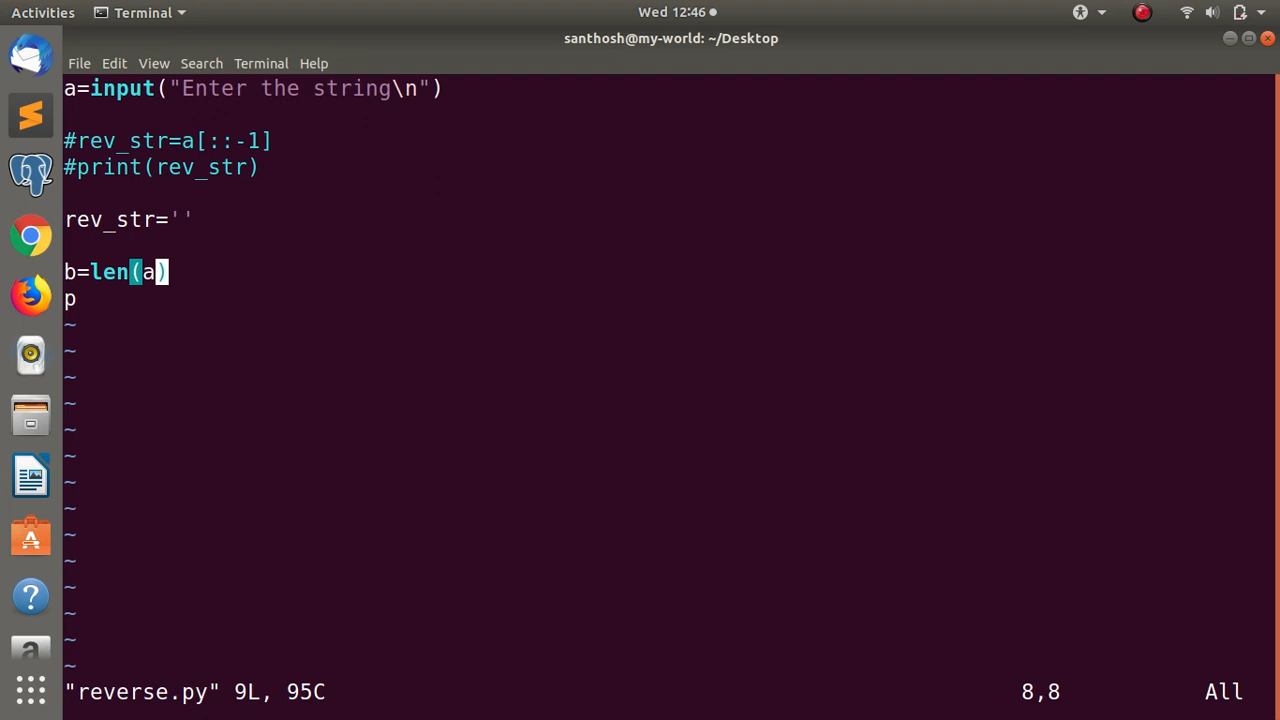 Activities Terminal Wed 12:46
santhosh@my-world: ~/Desktop
File Edit View Search Terminal Help
a=input("Enter the string\n")
#rev_str=a[::-1]
#print(rev_str)
rev_str=''
b=len(a)
p
~
~
~
~
~
~
~
~
~
~
~
~
~
~
"reverse.py" 9L, 95C 8,8 All